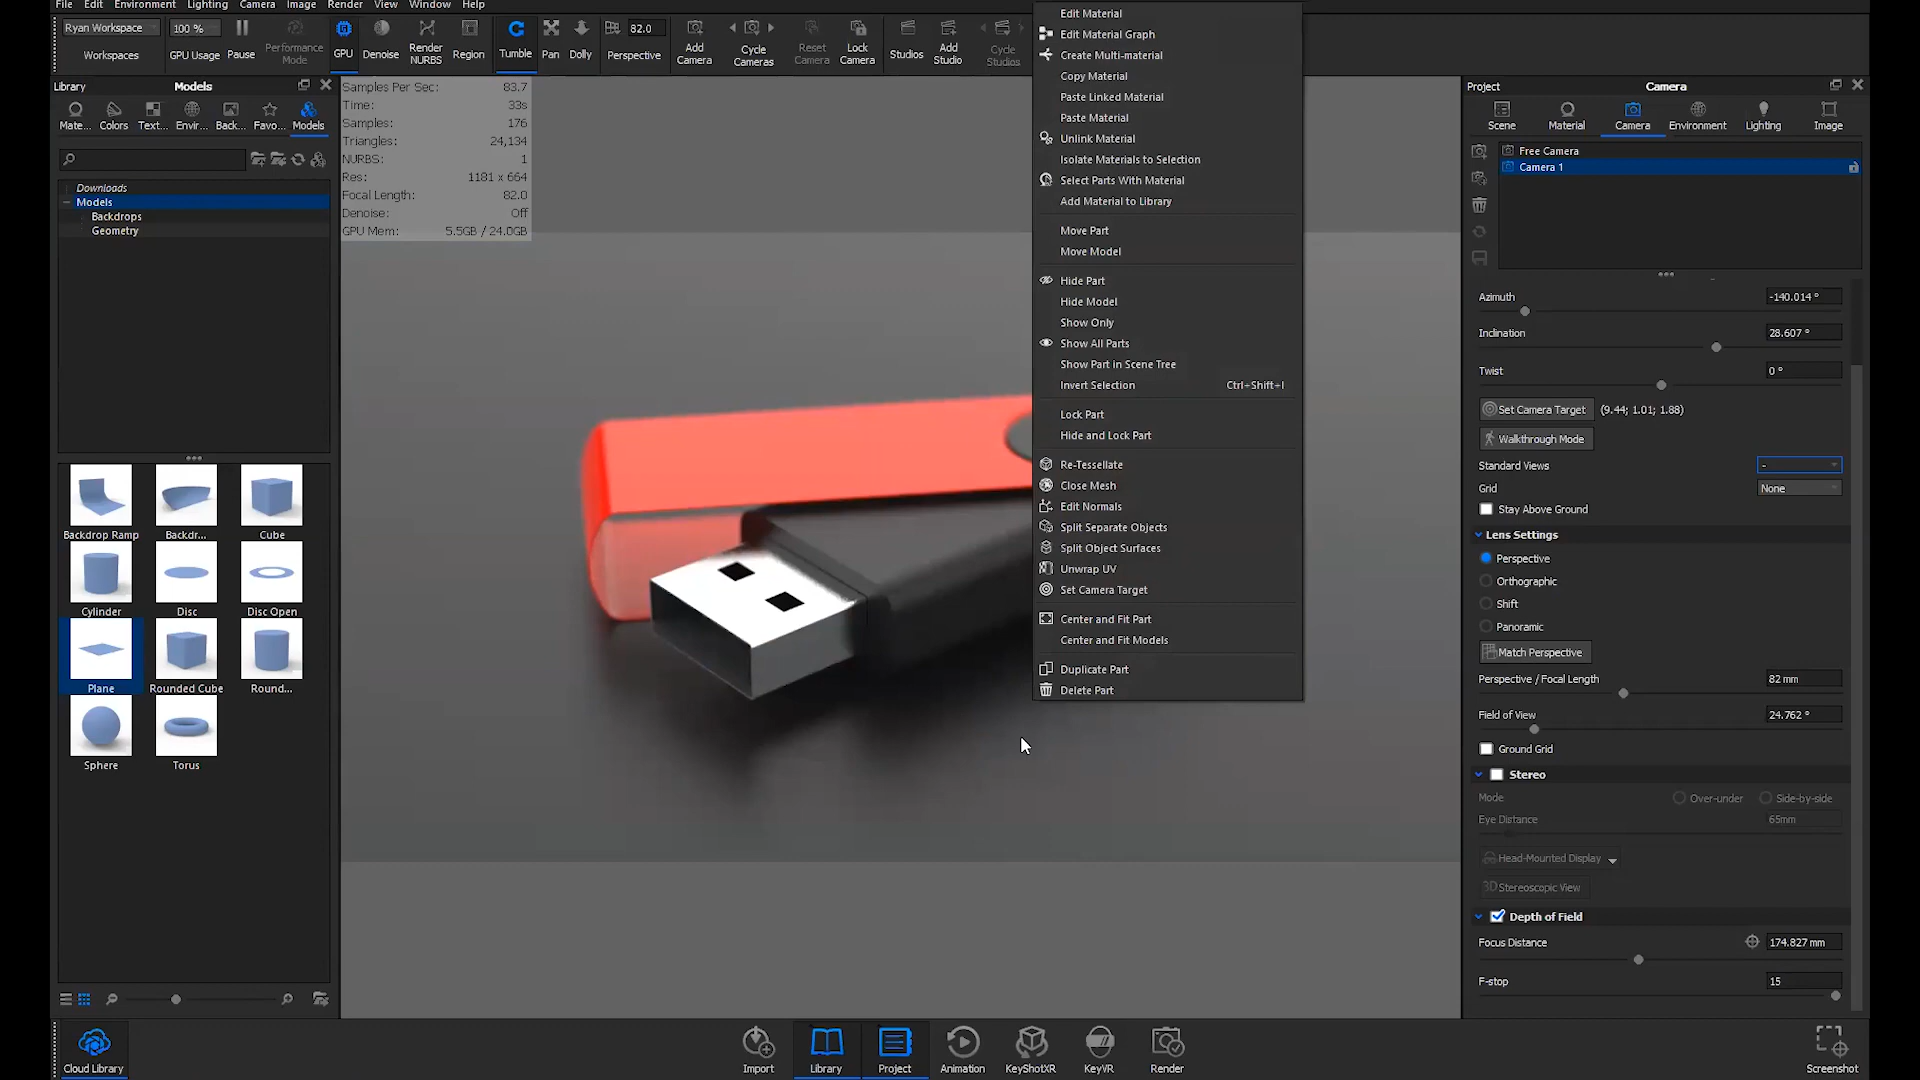 File Edit Environment Lighting Camera Image Render View Window Help
Ryan Workspace
Workspaces
100 %
GPU Usage
Pause
Performance
Mode
GPU
Denoise
Render
NURBS
Region
Tumble
Pan
Dolly
82.0
Perspective
Add
Camera
Cycle
Cameras
Reset
Camera
Lock
Camera
Studios
Add
Studio
Cycle
Studios
Library
Models
Mate...
Colors
Text...
Envir...
Back...
Favo...
Models
Downloads
Models
Backdrops
Geometry
Backdrop Ramp
Backdr...
Cube
Cylinder
Disc
Disc Open
Plane
Rounded Cube
Round...
Sphere
Torus
Samples Per Sec: 83.7
Time: 33s
Samples: 176
Triangles: 24,134
NURBS: 1
Res: 1181 x 664
Focal Length: 82.0
Denoise: Off
GPU Mem: 5.5GB / 24.0GB
Edit Material
Edit Material Graph
Create Multi-material
Copy Material
Paste Linked Material
Paste Material
Unlink Material
Isolate Materials to Selection
Select Parts With Material
Add Material to Library
Move Part
Move Model
Hide Part
Hide Model
Show Only
Show All Parts
Show Part in Scene Tree
Invert Selection Ctrl+Shift+I
Lock Part
Hide and Lock Part
Re-Tessellate
Close Mesh
Edit Normals
Split Separate Objects
Split Object Surfaces
Unwrap UV
Set Camera Target
Center and Fit Part
Center and Fit Models
Duplicate Part
Delete Part
Project
Camera
Scene
Material
Camera
Environment
Lighting
Image
Free Camera
Camera 1
Azimuth -140.014 °
Inclination 28.607 °
Twist 0 °
Set Camera Target (9.44; 1.01; 1.88)
Walkthrough Mode
Standard Views -
Grid None
Stay Above Ground
Lens Settings
Perspective
Orthographic
Shift
Panoramic
Match Perspective
Perspective / Focal Length 82 mm
Field of View 24.762 °
Ground Grid
Stereo
Mode Over-under Side-by-side
Eye Distance 65mm
Head-Mounted Display
3D Stereoscopic View
Depth of Field
Focus Distance 174.827 mm
F-stop 15
Cloud Library
Import
Library
Project
Animation
KeyShotXR
KeyVR
Render
Screenshot